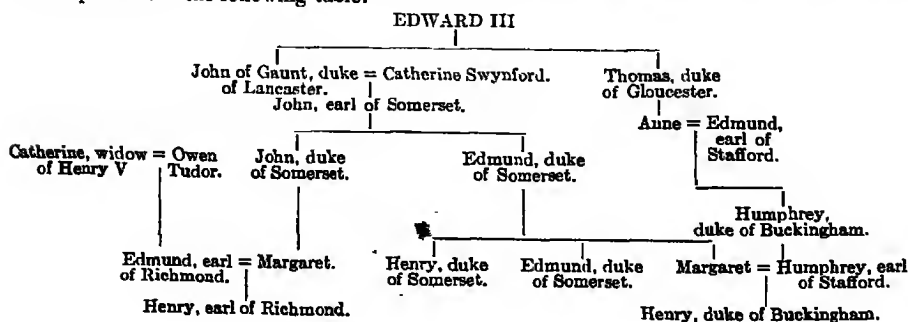 EDWARD III
John of Gaunt, duke = Catherine Swynford.
of Lancaster.
Thomas, duke
of Gloucester.
John, earl of Somerset.
Anne = Edmund,
earl of
Stafford.
Catherine, widow = Owen
of Henry V Tudor.
John, duke
of Somerset.
Edmund, duke
of Somerset.
Humphrey,
duke of Buckingham.
Edmund, earl = Margaret.
of Richmond.
Henry, duke
of Somerset.
Edmund, duke
of Somerset.
Margaret = Humphrey, earl
of Stafford.
Henry, earl of Richmond.
Henry, duke of Buckingham.